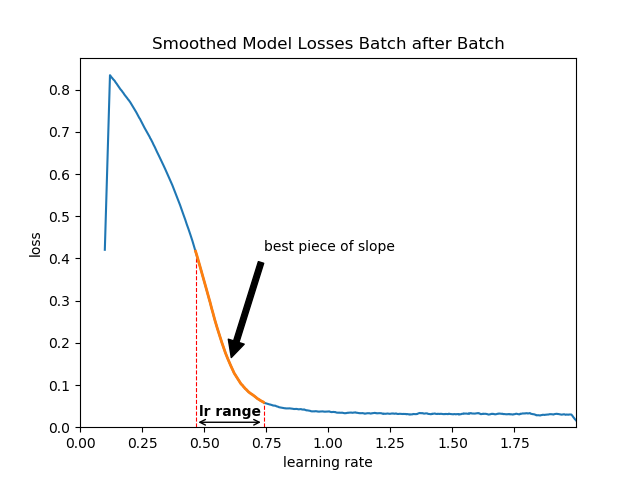 Smoothed Model Losses Batch after Batch
0.8
0.7
0.6
0.5
0.4
0.3
0.2
0.1
0.0
loss
best piece of slope
lr range
0.00 0.25 0.50 0.75 1.00 1.25 1.50 1.75
learning rate